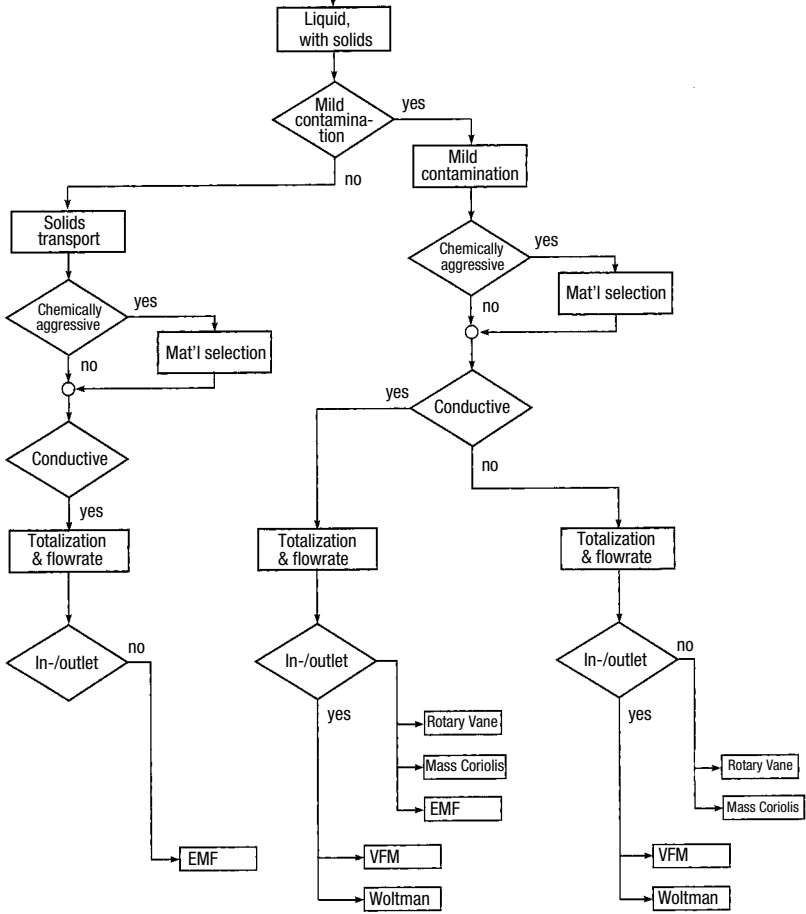 Liquid,
with solids
Mild
contamina-
tion
yes
no
Mild
contamination
Solids
transport
Chemically
aggressive
yes
no
Mat'l selection
Chemically
aggressive
yes
no
Mat'l selection
Conductive
yes
no
Conductive
yes
Totalization
& flowrate
Totalization
& flowrate
Totalization
& flowrate
In-/outlet
no
In-/outlet
yes
In-/outlet
no
yes
Rotary Vane
Mass Coriolis
EMF
Rotary Vane
Mass Coriolis
EMF
VFM
Woltman
VFM
Woltman